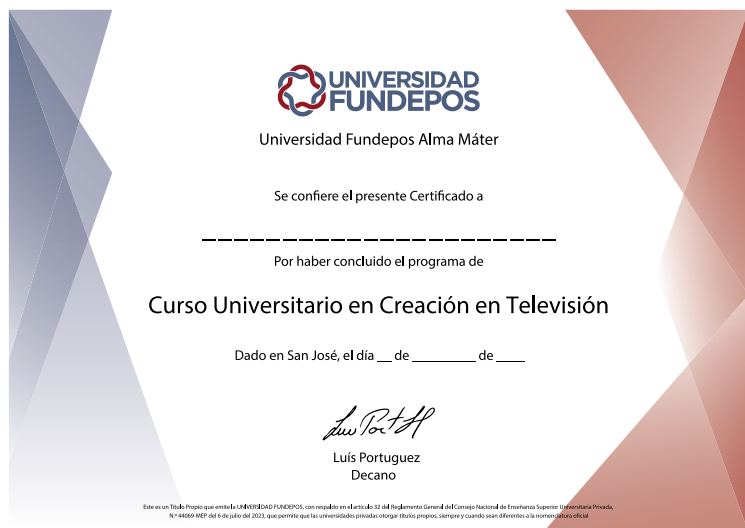 UNIVERSIDAD
FUNDEPOS
Universidad Fundepos Alma Máter
Se confiere el presente Certificado a
Por haber concluido el programa de
Curso Universitario en Creación en Televisión
Dado en San José, el día __ de ________ de ____
Luís Portuguez
Decano
Este es un Título Propio que emite la UNIVERSIDAD FUNDEPOS, con respaldo en el artículo 32 del Reglamento General del Consejo Nacional de Enseñanza Superior Universitaria Privada,
N.º 44069-MEP del 6 de julio del 2023, que permite que las universidades privadas otorgar títulos propios, siempre y cuando sean diferentes a la nomenclatura oficial